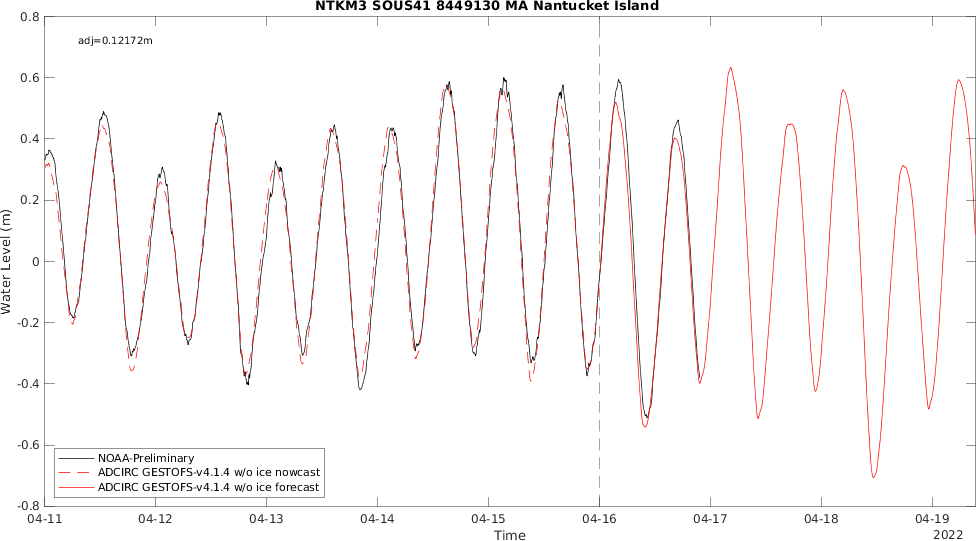 NTKM3 SOUS41 8449130 MA Nantucket Island
adj=0.12172m
0.8
0.6
0.4
0.2
0
-0.2
-0.4
-0.6
-0.8
Water Level (m)
NOAA-Preliminary
ADCIRC GESTOFS-v4.1.4 w/o ice nowcast
ADCIRC GESTOFS-v4.1.4 w/o ice forecast
04-11 04-12 04-13 04-14 04-15 04-16 04-17 04-18 04-19
Time
2022